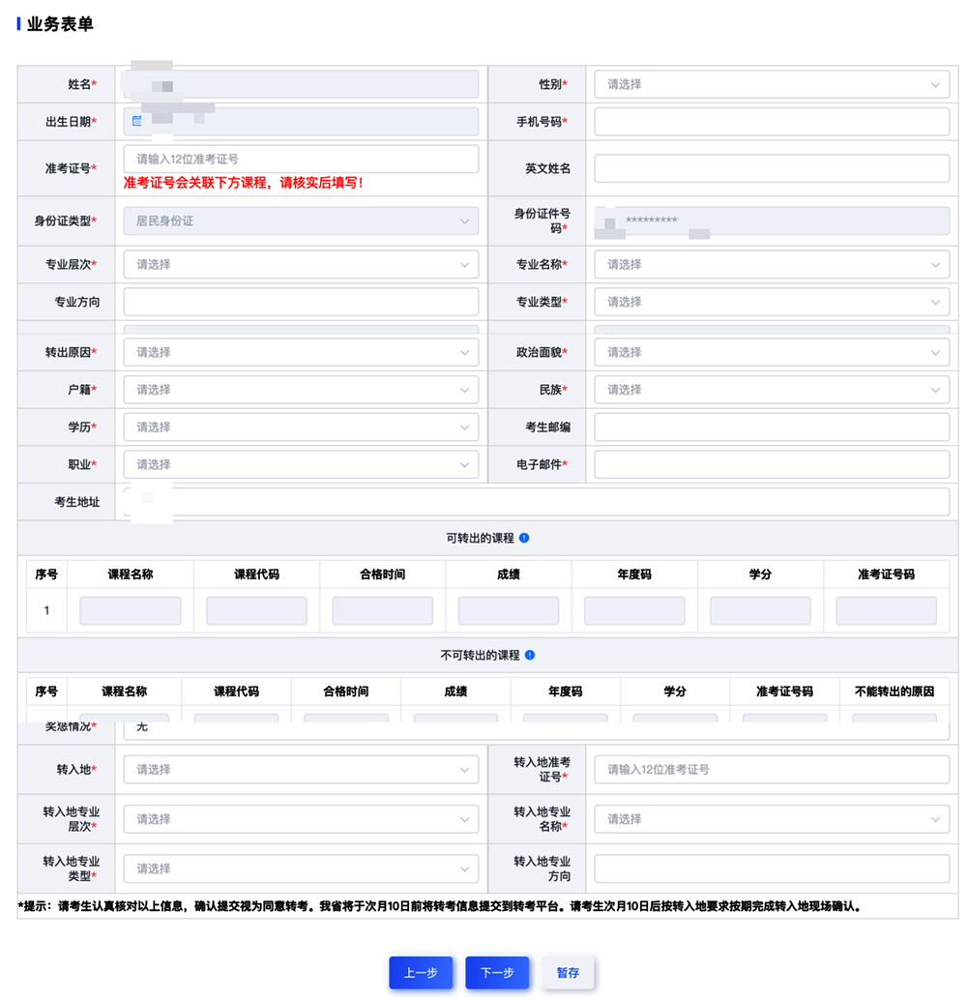 业务表单
姓名*
性别* 请选择
出生日期*
手机号码*
准考证号* 请输入12位准考证号
准考证号会关联下方课程，请核实后填写！
英文姓名
身份证类型* 居民身份证
身份证件号
码* *********
专业层次* 请选择
专业名称* 请选择
专业方向
专业类型* 请选择
转出原因* 请选择
政治面貌* 请选择
户籍* 请选择
民族* 请选择
学历* 请选择
考生邮编
职业* 请选择
电子邮件*
考生地址
可转出的课程
序号 课程名称 课程代码 合格时间 成绩 年度码 学分 准考证号码
1
不可转出的课程
序号 课程名称 课程代码 合格时间 成绩 年度码 学分 准考证号码 不能转出的原因
奖惩情况* 无
转入地* 请选择
转入地准考
证号* 请输入12位准考证号
转入地专业
层次* 请选择
转入地专业
名称* 请选择
转入地专业
类型* 请选择
转入地专业
方向
*提示：请考生认真核对以上信息，确认提交视为同意转考。我省将于次月10日前将转考信息提交到转考平台。请考生次月10日后按转入地要求按期完成转入地现场确认。
上一步 下一步 暂存